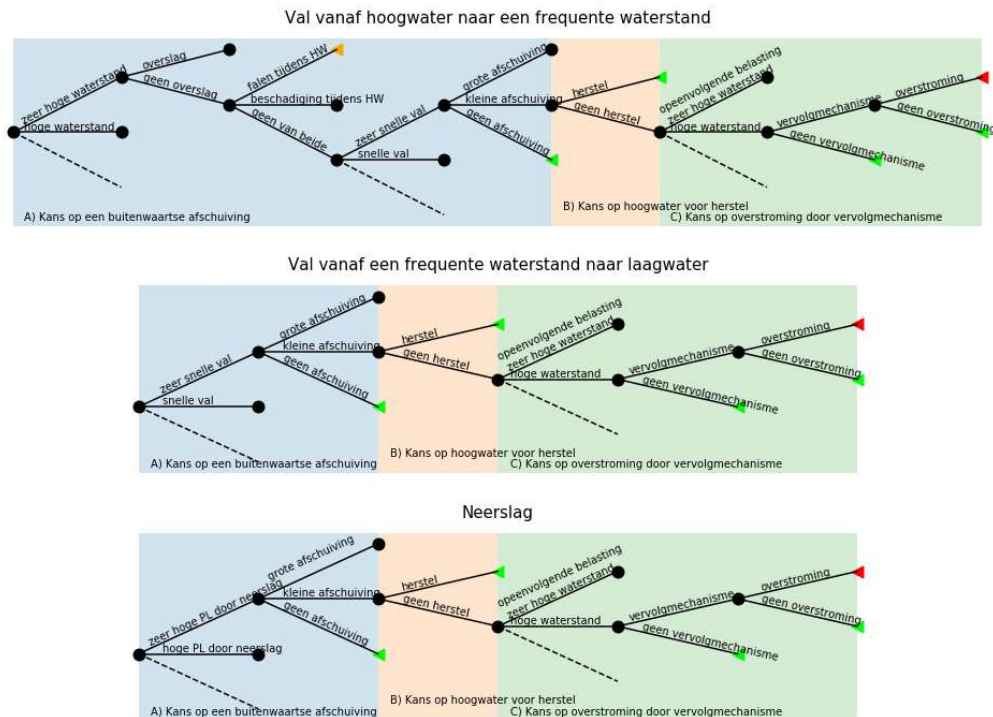 Val vanaf hoogwater naar een frequente waterstand
zeer hoge waterstand
hoge waterstand
overslag
geen overslag
falen tijdens HW
beschadiging tijdens HW
geen van beide
zeer snelle val
snelle val
grote afschuiving
kleine afschuiving
geen afschuiving
herstel
geen herstel
opeenvolgende belasting
zeer hoge waterstand
hoge waterstand
vervolgmechanisme
geen vervolgmechanisme
overstroming
geen overstroming
A) Kans op een buitenwaartse afschuiving
B) Kans op hoogwater voor herstel
C) Kans op overstroming door vervolgmechanisme
Val vanaf een frequente waterstand naar laagwater
zeer snelle val
snelle val
grote afschuiving
kleine afschuiving
geen afschuiving
herstel
geen herstel
opeenvolgende belasting
zeer hoge waterstand
hoge waterstand
vervolgmechanisme
geen vervolgmechanisme
overstroming
geen overstroming
A) Kans op een buitenwaartse afschuiving
B) Kans op hoogwater voor herstel
C) Kans op overstroming door vervolgmechanisme
Neerslag
zeer hoge PL door neerslag
hoge PL door neerslag
grote afschuiving
kleine afschuiving
geen afschuiving
herstel
geen herstel
opeenvolgende belasting
zeer hoge waterstand
hoge waterstand
vervolgmechanisme
geen vervolgmechanisme
overstroming
geen overstroming
A) Kans op een buitenwaartse afschuiving
B) Kans op hoogwater voor herstel
C) Kans op overstroming door vervolgmechanisme